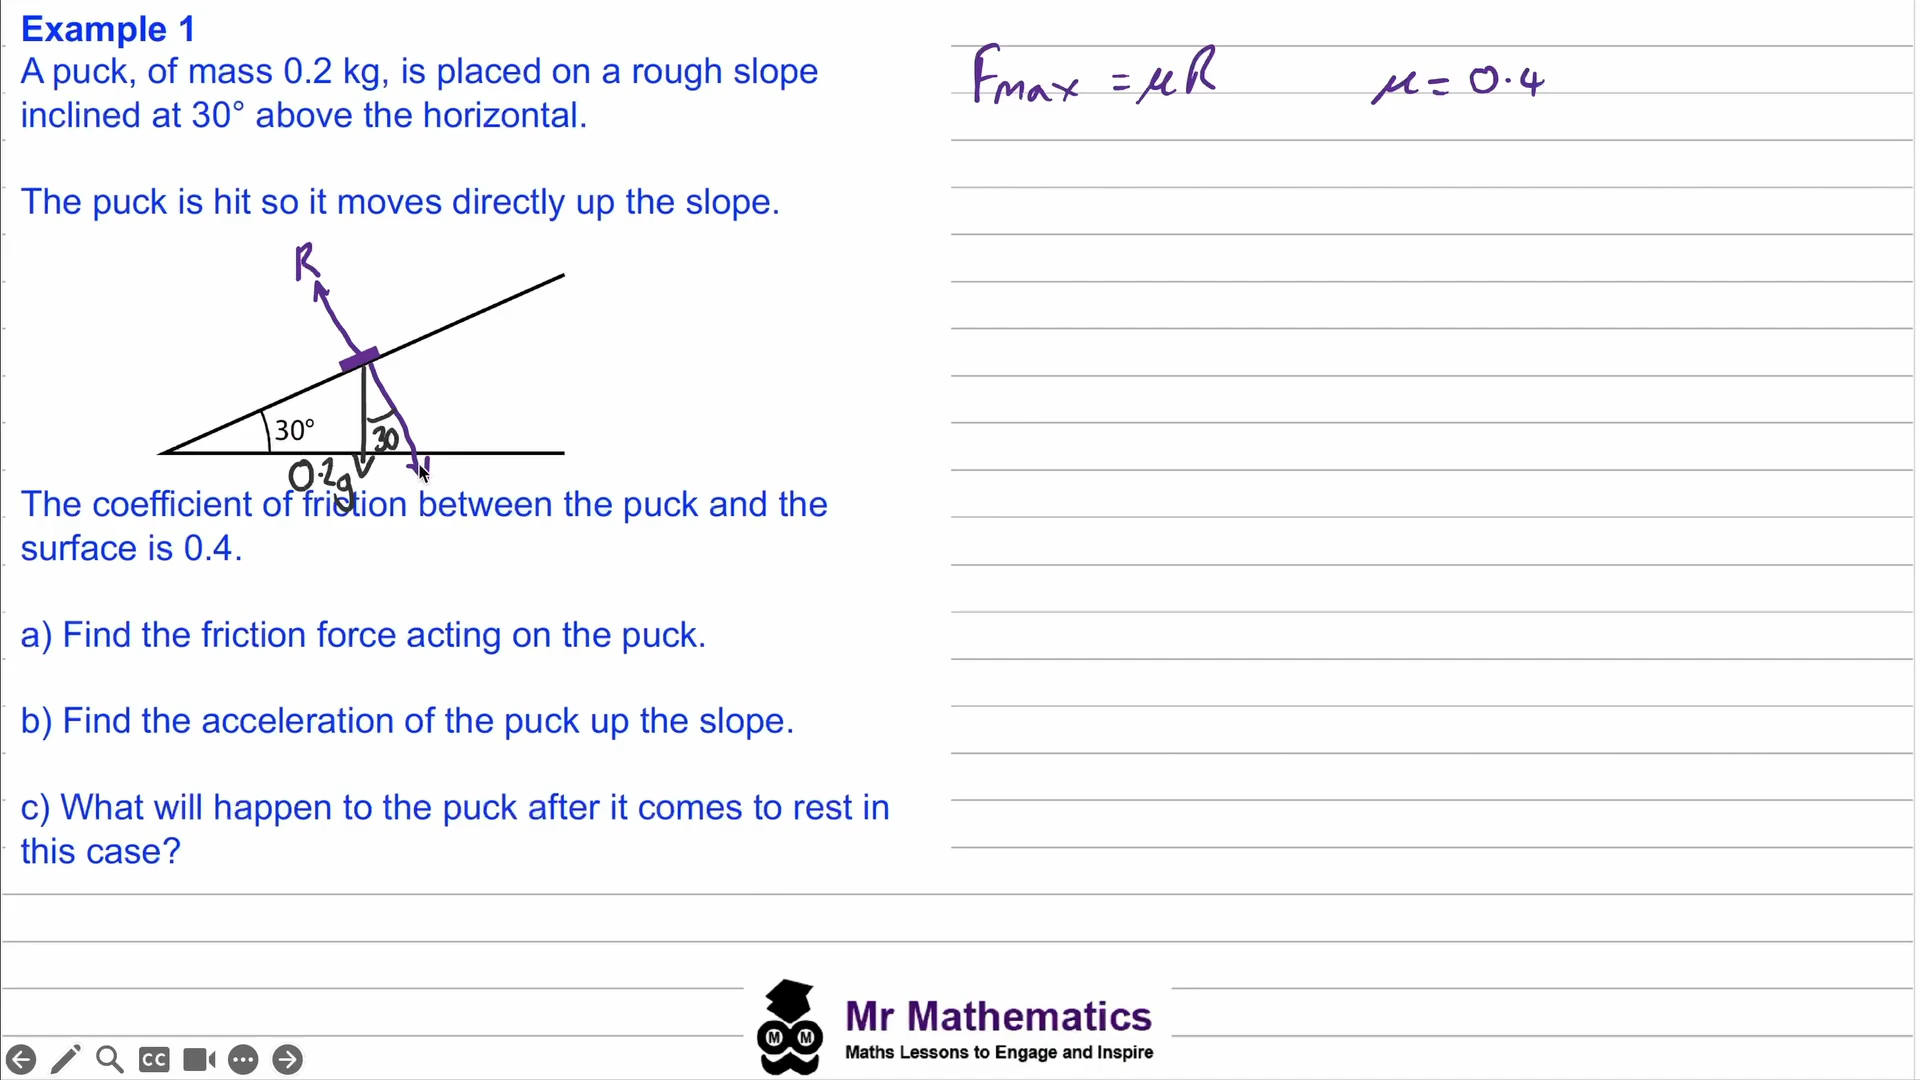 Example 1
A puck, of mass 0.2 kg, is placed on a rough slope
inclined at 30° above the horizontal.
The puck is hit so it moves directly up the slope.
R
30°
30
0.2g
The coefficient of friction between the puck and the
surface is 0.4.
a) Find the friction force acting on the puck.
b) Find the acceleration of the puck up the slope.
c) What will happen to the puck after it comes to rest in
this case?
Fmax = μR
μ = 0.4
M M
Mr Mathematics
Maths Lessons to Engage and Inspire
CC